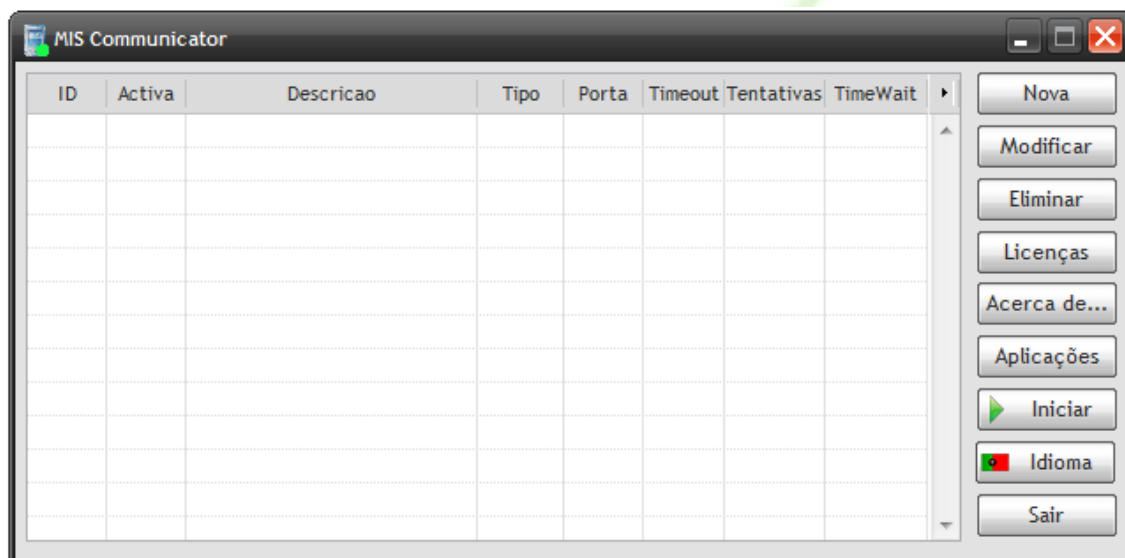 MIS Communicator
ID Activa Descricao Tipo Porta Timeout Tentativas TimeWait
Nova
Modificar
Eliminar
Licenças
Acerca de...
Aplicações
Iniciar
Idioma
Sair